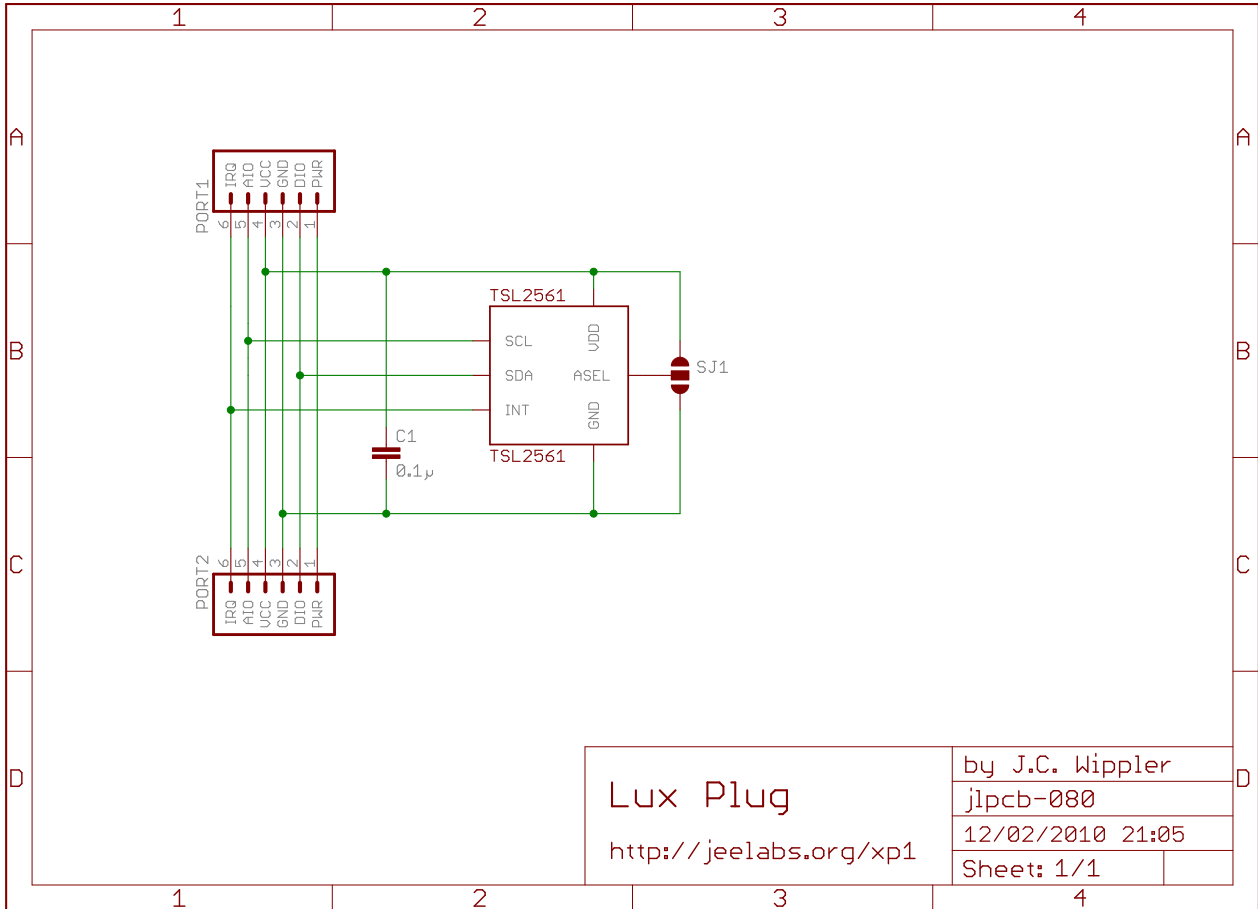 1 2 3 4
A A
IRQ AIO VCC GND DIO PWR
PORT1
6 5 4 3 2 1
TSL2561
SCL VDD
B B
SJ1
SDA ASEL
INT GND
C1
TSL2561
0.1µ
PORT2
6 5 4 3 2 1
C C
IRQ AIO VCC GND DIO PWR
by J.C. Wippler
D D
Lux Plug
jlpcb-080
12/02/2010 21:05
http://jeelabs.org/xp1
Sheet: 1/1
1 2 3 4